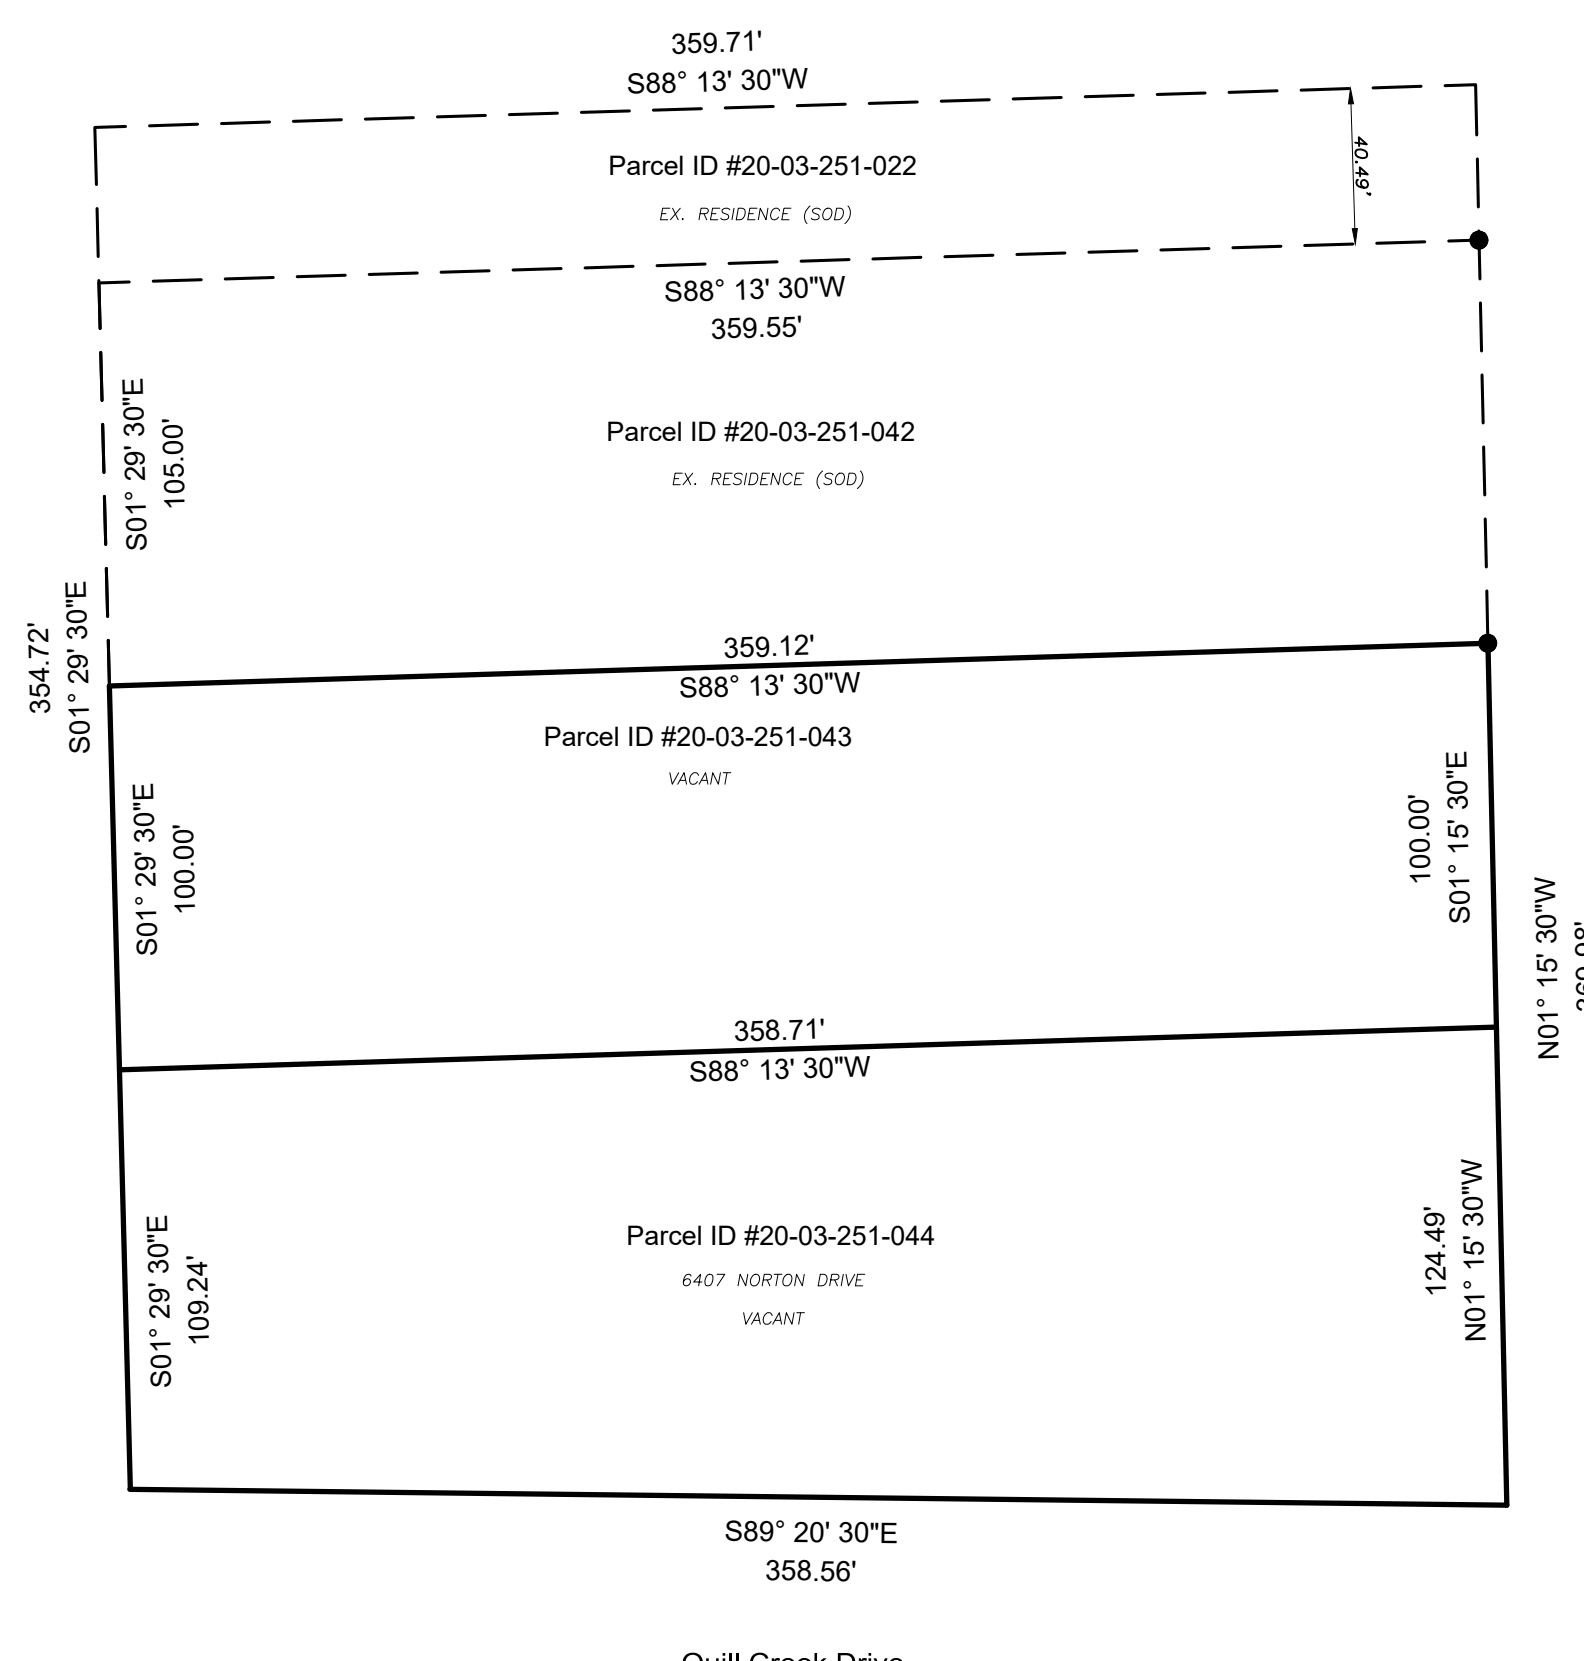 359.71'
S88° 13' 30"W
40.49'
Parcel ID #20-03-251-022
EX. RESIDENCE (SOD)
S88° 13' 30"W
359.55'
S01° 29' 30"E
105.00'
Parcel ID #20-03-251-042
EX. RESIDENCE (SOD)
354.72'
S01° 29' 30"E
359.12'
S88° 13' 30"W
Parcel ID #20-03-251-043
VACANT
S01° 29' 30"E
100.00'
100.00'
S01° 15' 30"E
N01° 15' 30"W
358.71'
S88° 13' 30"W
S01° 29' 30"E
109.24'
Parcel ID #20-03-251-044
6407 NORTON DRIVE
VACANT
124.49'
N01° 15' 30"W
S89° 20' 30"E
358.56'
Quill Creek Drive